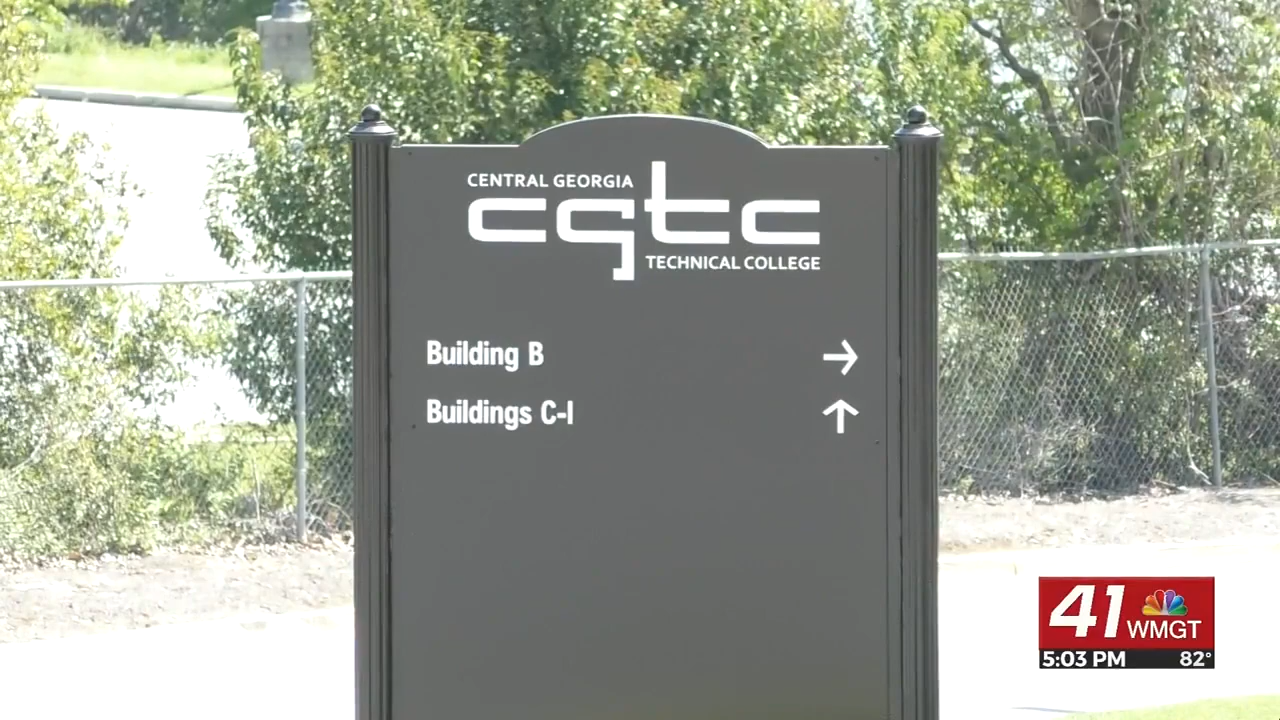 CENTRAL GEORGIA
cgtc
TECHNICAL COLLEGE
Building B →
Buildings C-I ↑
41 WMGT
5:03 PM 82°